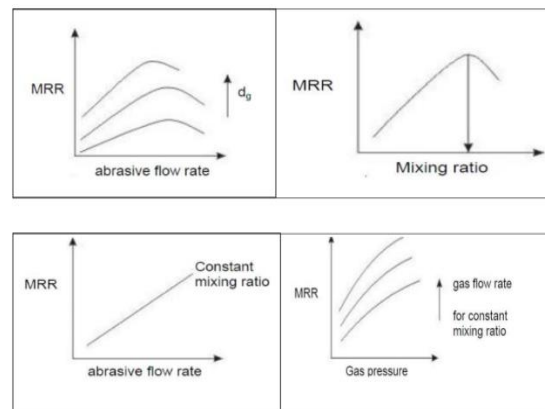 MRR
d_g
abrasive flow rate
MRR
Mixing ratio
MRR
Constant
mixing ratio
abrasive flow rate
MRR
gas flow rate
for constant
mixing ratio
Gas pressure